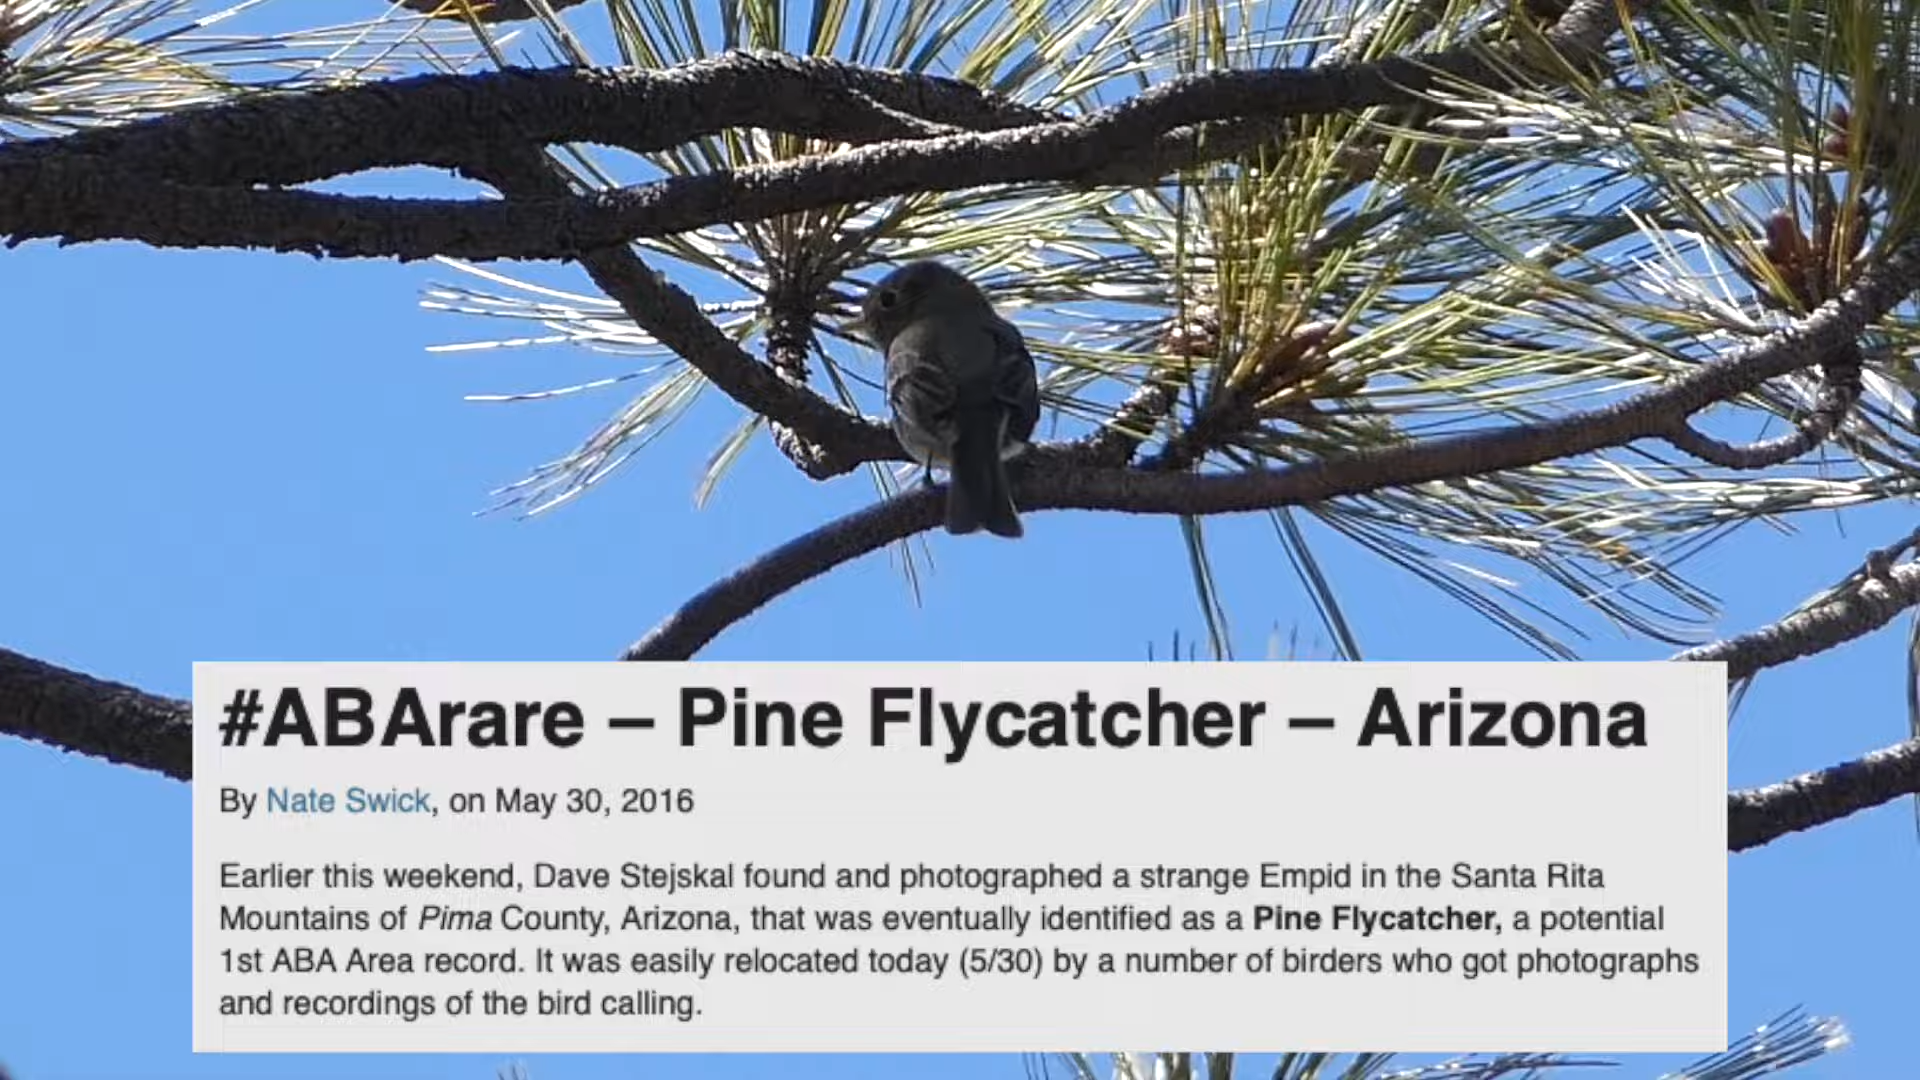 #ABArare – Pine Flycatcher – Arizona
By Nate Swick, on May 30, 2016
Earlier this weekend, Dave Stejskal found and photographed a strange Empid in the Santa Rita
Mountains of Pima County, Arizona, that was eventually identified as a Pine Flycatcher, a potential
1st ABA Area record. It was easily relocated today (5/30) by a number of birders who got photographs
and recordings of the bird calling.